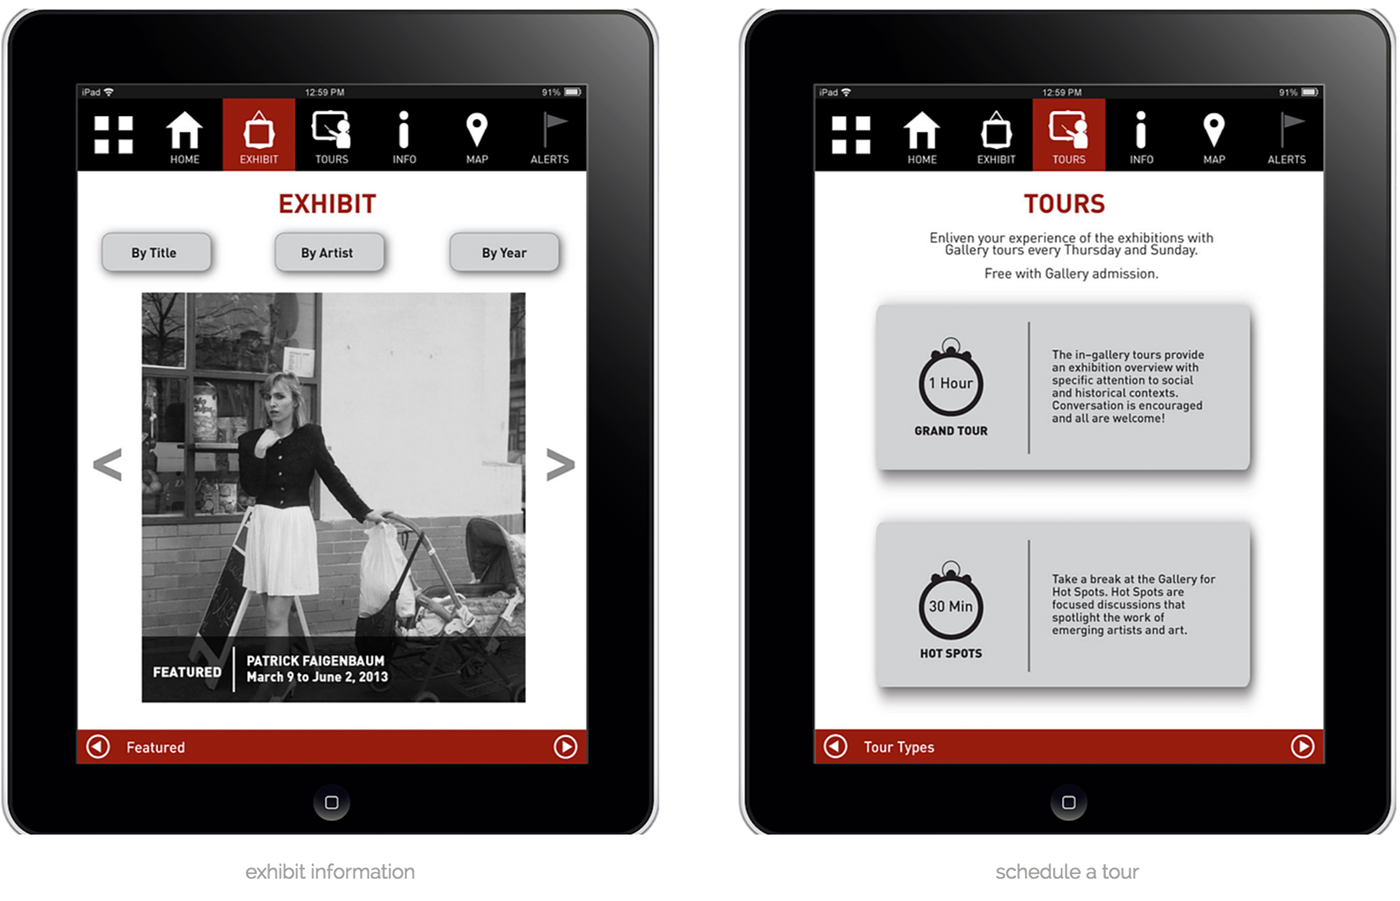 iPad 12:59 PM 91%
HOME EXHIBIT TOURS INFO MAP ALERTS
EXHIBIT
By Title By Artist By Year
FEATURED
PATRICK FAIGENBAUM
March 9 to June 2, 2013
Featured
exhibit information
iPad 12:59 PM 91%
HOME EXHIBIT TOURS INFO MAP ALERTS
TOURS
Enliven your experience of the exhibitions with
Gallery tours every Thursday and Sunday.
Free with Gallery admission.
1 Hour
GRAND TOUR
The in-gallery tours provide
an exhibition overview with
specific attention to social
and historical contexts.
Conversation is encouraged
and all are welcome!
30 Min
HOT SPOTS
Take a break at the Gallery for
Hot Spots. Hot Spots are
focused discussions that
spotlight the work of
emerging artists and art.
Tour Types
schedule a tour